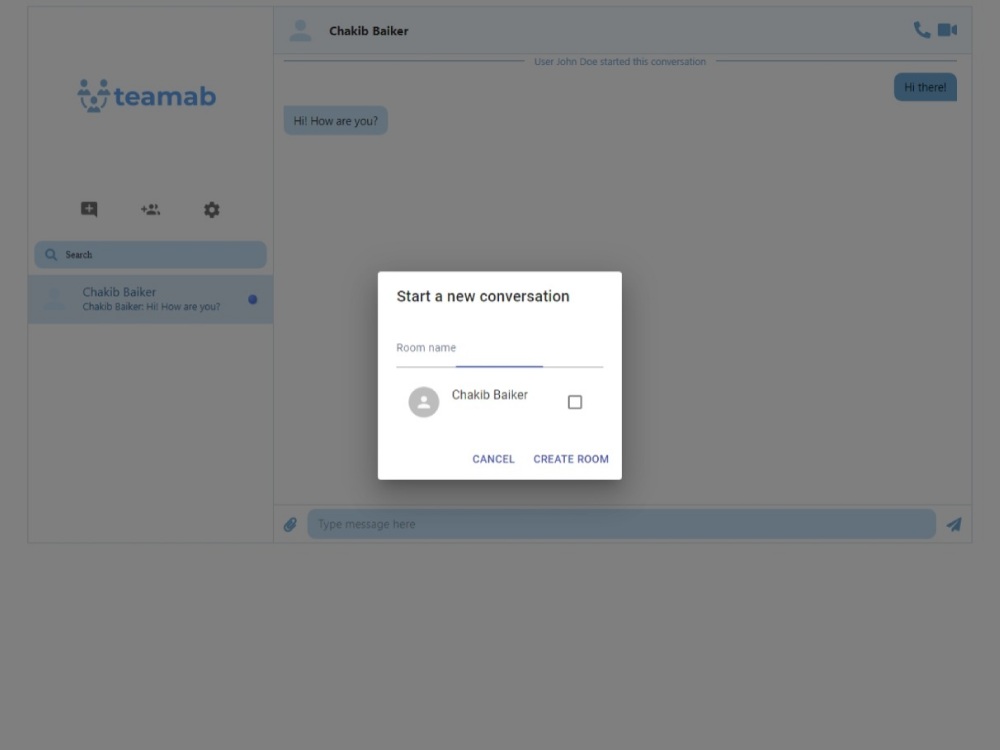 teamab
Search
Chakib Baiker
Chakib Baiker: Hi! How are you?
Chakib Baiker
User John Doe started this conversation
Hi there!
Hi! How are you?
Start a new conversation
Room name
Chakib Baiker
CANCEL CREATE ROOM
Type message here